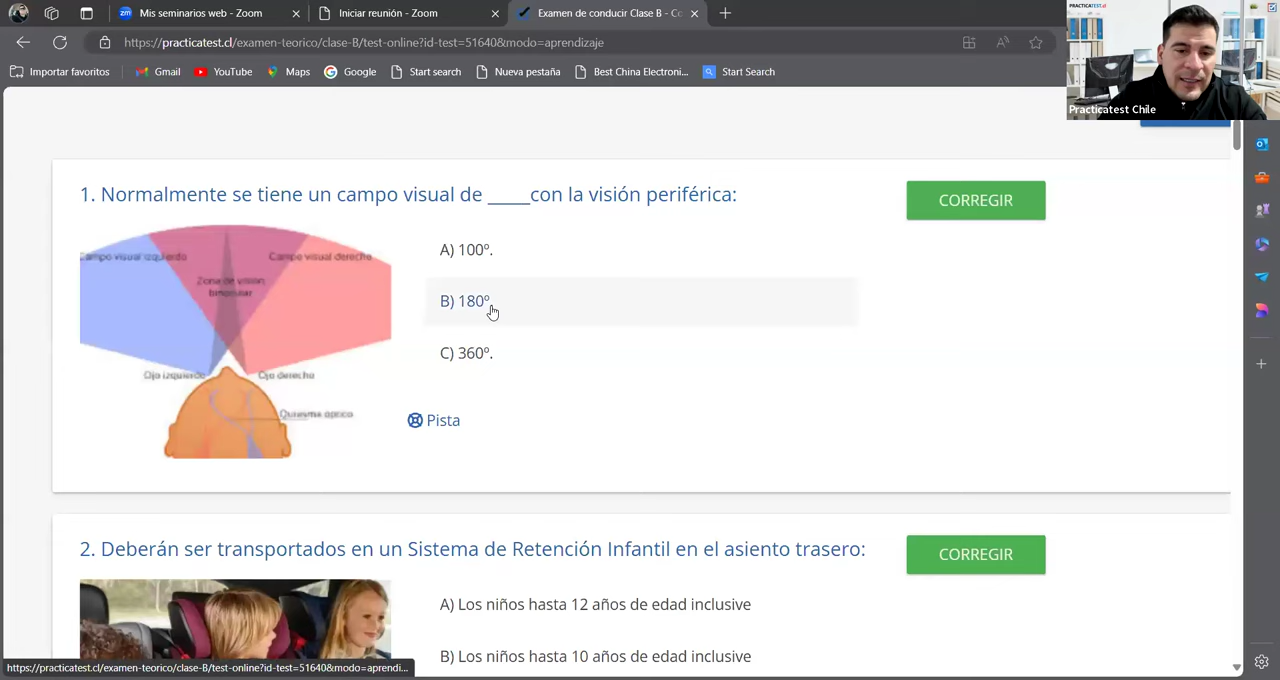 Mis seminarios web - Zoom
Iniciar reunión - Zoom
Examen de conducir Clase B - Co
https://practicatest.cl/examen-teorico/clase-B/test-online?id-test=51640&modo=aprendizaje
Importar favoritos
Gmail
YouTube
Maps
Google
Start search
Nueva pestaña
Best China Electroni...
Start Search
PRACTICATEST.cl
Practicatest Chile
1. Normalmente se tiene un campo visual de _____con la visión periférica:
CORREGIR
Campo visual izquierdo
Campo visual derecho
Zona de visión
binocular
Ojo izquierdo
Ojo derecho
Quiasma óptico
A) 100º.
B) 180º.
C) 360º.
Pista
2. Deberán ser transportados en un Sistema de Retención Infantil en el asiento trasero:
CORREGIR
A) Los niños hasta 12 años de edad inclusive
B) Los niños hasta 10 años de edad inclusive
https://practicatest.cl/examen-teorico/clase-B/test-online?id-test=51640&modo=aprendi...